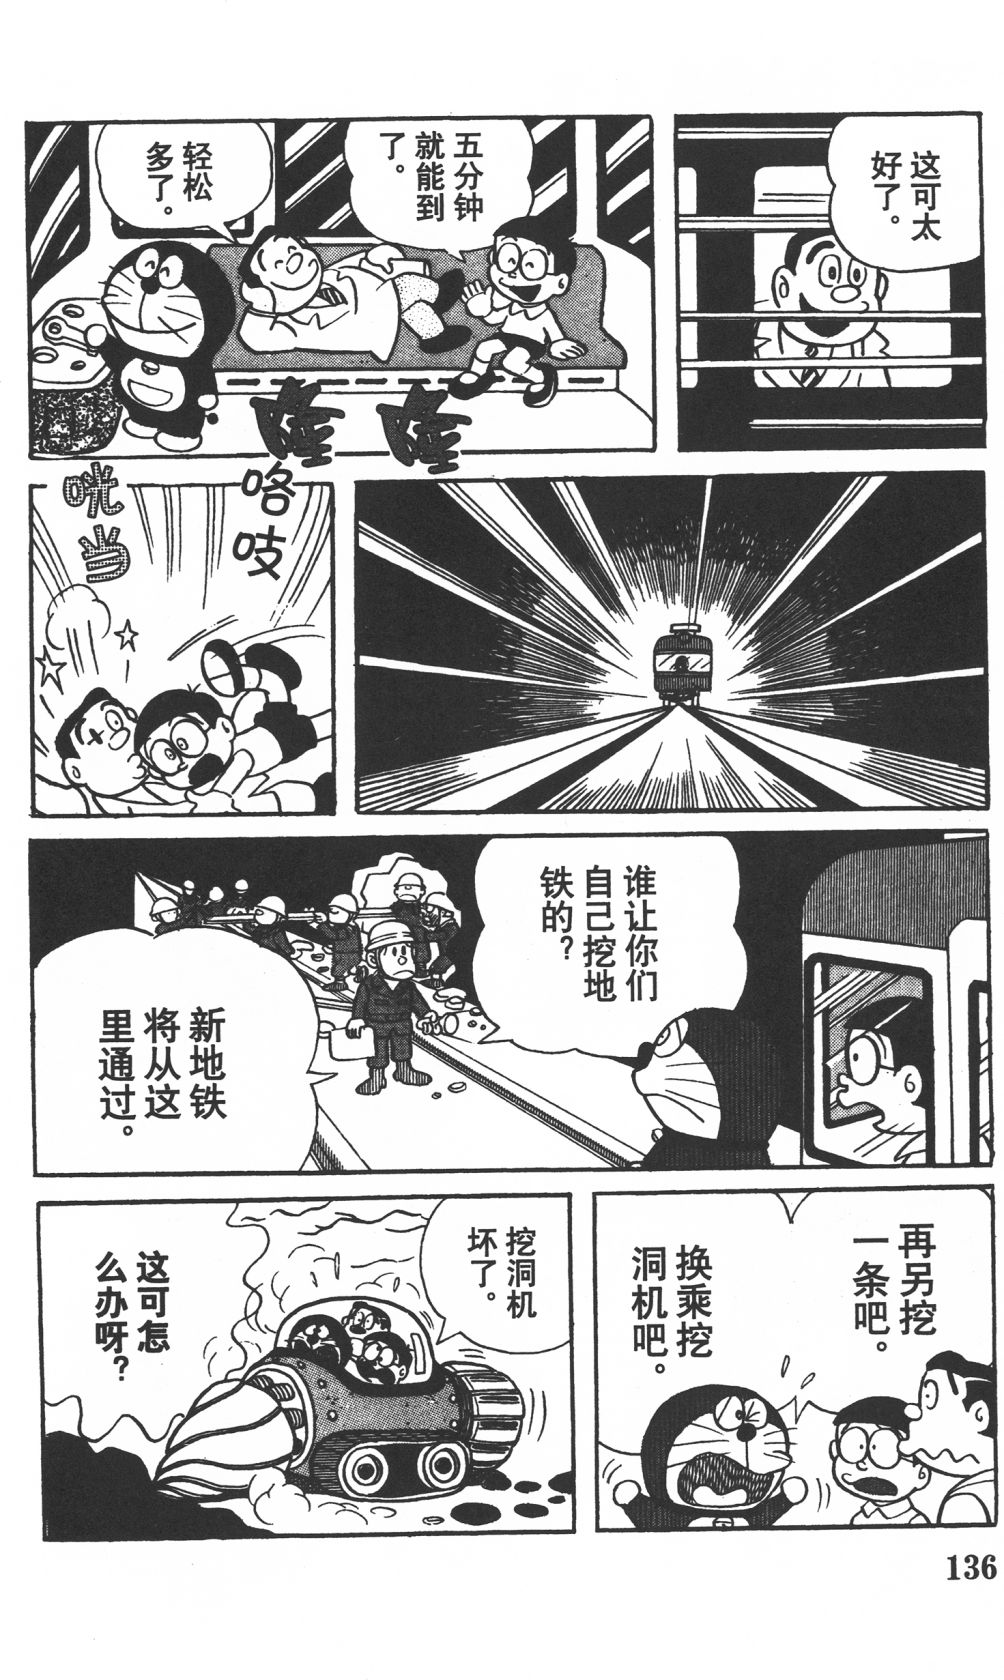 这可太
好了。
五分钟
就能到
了。
轻松
多了。
咯吱
咣当
谁让你们
自己挖地
铁的？
新地铁
将从这
里通过。
再另挖
一条吧。
换乘挖
洞机吧。
挖洞机
坏了。
这可怎
么办呀？
136